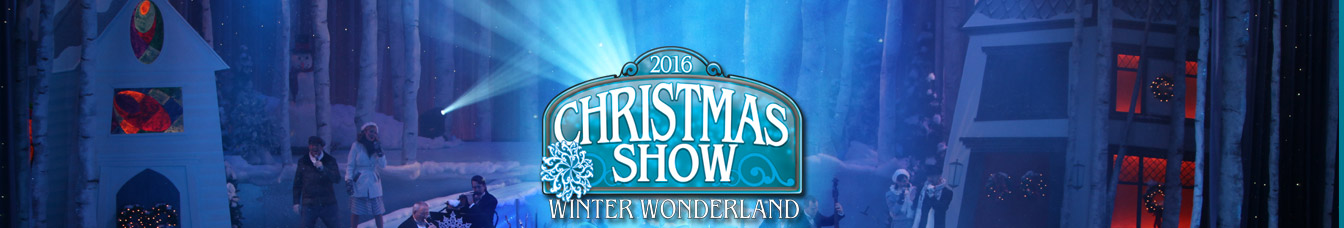 2016
CHRISTMAS
SHOW
WINTER WONDERLAND